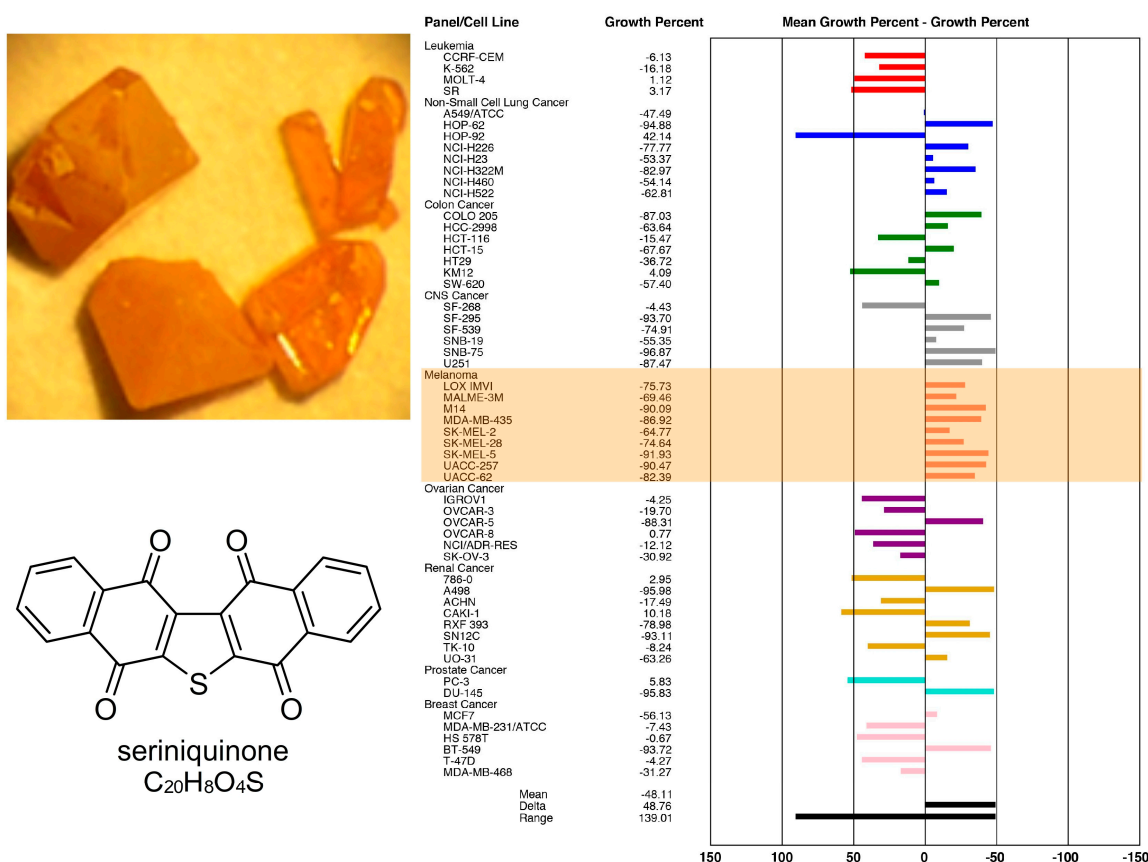 Panel/Cell Line Growth Percent Mean Growth Percent - Growth Percent
Leukemia
CCRF-CEM -6.13
K-562 -16.18
MOLT-4 1.12
SR 3.17
Non-Small Cell Lung Cancer
A549/ATCC -47.49
HOP-62 -94.88
HOP-92 42.14
NCI-H226 -77.77
NCI-H23 -53.37
NCI-H322M -82.97
NCI-H460 -54.14
NCI-H522 -62.81
Colon Cancer
COLO 205 -87.03
HCC-2998 -63.64
HCT-116 -15.47
HCT-15 -67.67
HT29 -36.72
KM12 4.09
SW-620 -57.40
CNS Cancer
SF-268 -4.43
SF-295 -93.70
SF-539 -74.91
SNB-19 -55.35
SNB-75 -96.87
U251 -87.47
Melanoma
LOX IMVI -75.73
MALME-3M -69.46
M14 -90.09
MDA-MB-435 -86.92
SK-MEL-2 -64.77
SK-MEL-28 -74.64
SK-MEL-5 -91.93
UACC-257 -90.47
UACC-62 -82.39
Ovarian Cancer
IGROV1 -4.25
OVCAR-3 -19.70
OVCAR-5 -88.31
OVCAR-8 0.77
NCI/ADR-RES -12.12
SK-OV-3 -30.92
Renal Cancer
786-0 2.95
A498 -95.98
ACHN -17.49
CAKI-1 10.18
RXF 393 -78.98
SN12C -93.11
TK-10 -8.24
UO-31 -63.26
Prostate Cancer
PC-3 5.83
DU-145 -95.83
Breast Cancer
MCF7 -56.13
MDA-MB-231/ATCC -7.43
HS 578T -0.67
BT-549 -93.72
T-47D -4.27
MDA-MB-468 -31.27
Mean -48.11
Delta 48.76
Range 139.01
150 100 50 0 -50 -100 -150
O O
S
O O
seriniquinone
C20H8O4S